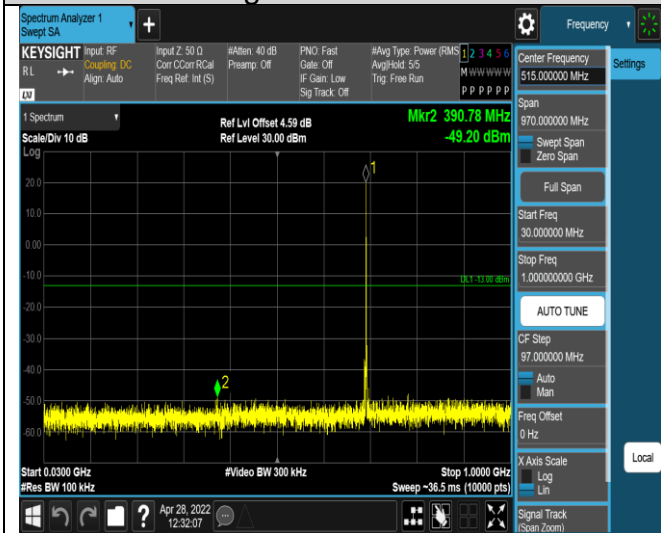 Spectrum Analyzer 1
Swept SA
+
Frequency
KEYSIGHT
RL
LXI
Input: RF
Coupling: DC
Align: Auto
Input Z: 50 Ω
Corr CCorr RCal
Freq Ref: Int (S)
#Atten: 40 dB
Preamp: Off
PNO: Fast
Gate: Off
IF Gain: Low
Sig Track: Off
#Avg Type: Power (RMS
Avg|Hold: 5/5
Trig: Free Run
1 2 3 4 5 6
M W W W W W
P P P P P P
1 Spectrum
Scale/Div 10 dB
Log
Ref Lvl Offset 4.59 dB
Ref Level 30.00 dBm
Mkr2 390.78 MHz
-49.20 dBm
1
20.0
10.0
0.00
-10.0
DL1 -13.00 dBm
-20.0
-30.0
-40.0
2
-50.0
-60.0
Start 0.0300 GHz
#Res BW 100 kHz
#Video BW 300 kHz
Stop 1.0000 GHz
Sweep ~36.5 ms (10000 pts)
Apr 28, 2022
12:32:07
?
Center Frequency
515.000000 MHz
Settings
Span
970.000000 MHz
Swept Span
Zero Span
Full Span
Start Freq
30.000000 MHz
Stop Freq
1.000000000 GHz
AUTO TUNE
CF Step
97.000000 MHz
Auto
Man
Freq Offset
0 Hz
X Axis Scale
Log
Lin
Local
Signal Track
(Span Zoom)